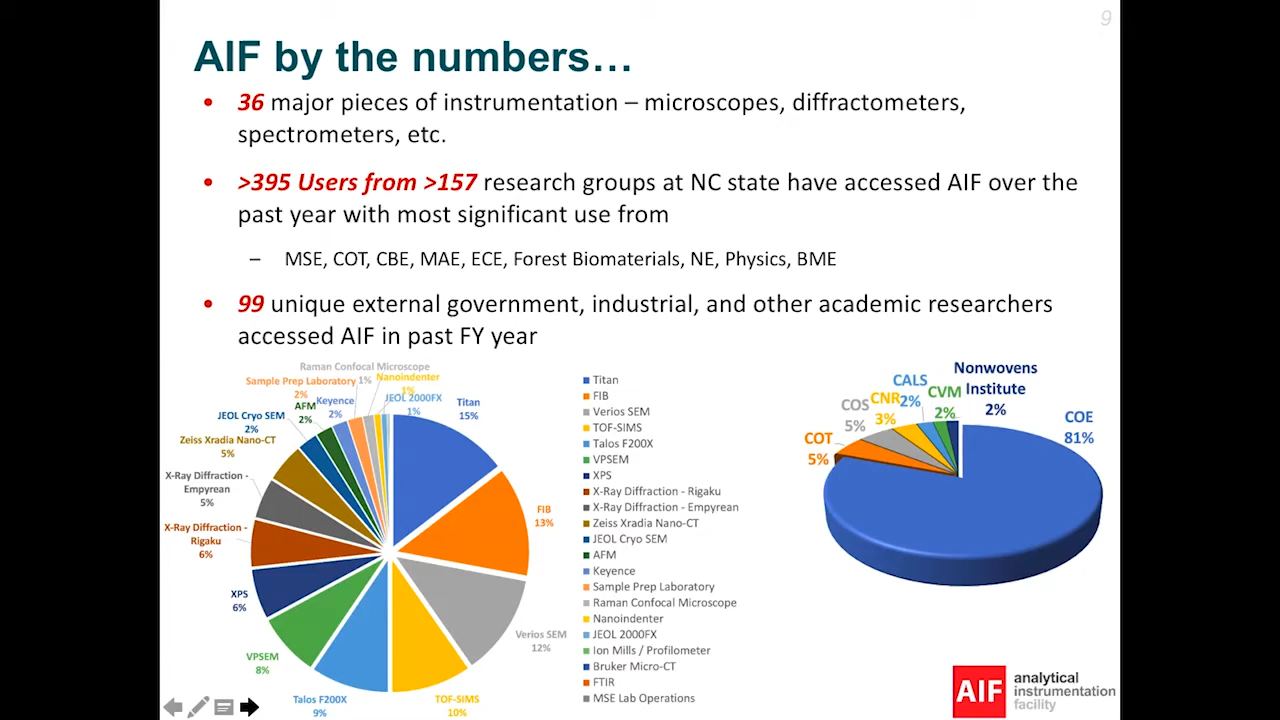 9
AIF by the numbers…
• 36 major pieces of instrumentation – microscopes, diffractometers,
spectrometers, etc.
• >395 Users from >157 research groups at NC state have accessed AIF over the
past year with most significant use from
– MSE, COT, CBE, MAE, ECE, Forest Biomaterials, NE, Physics, BME
• 99 unique external government, industrial, and other academic researchers
accessed AIF in past FY year
Raman Confocal Microscope
1%
Nanoindenter
1%
Sample Prep Laboratory
2%
JEOL 2000FX
1%
Keyence
2%
AFM
2%
JEOL Cryo SEM
2%
Zeiss Xradia Nano-CT
5%
X-Ray Diffraction -
Empyrean
5%
X-Ray Diffraction -
Rigaku
6%
XPS
6%
VPSEM
8%
Talos F200X
9%
TOF-SIMS
10%
Verios SEM
12%
FIB
13%
Titan
15%
Titan
FIB
Verios SEM
TOF-SIMS
Talos F200X
VPSEM
XPS
X-Ray Diffraction - Rigaku
X-Ray Diffraction - Empyrean
Zeiss Xradia Nano-CT
JEOL Cryo SEM
AFM
Keyence
Sample Prep Laboratory
Raman Confocal Microscope
Nanoindenter
JEOL 2000FX
Ion Mills / Profilometer
Bruker Micro-CT
FTIR
MSE Lab Operations
COT
5%
COS
5%
CNR
3%
CALS
2%
CVM
2%
Nonwovens
Institute
2%
COE
81%
AIF
analytical
instrumentation
facility